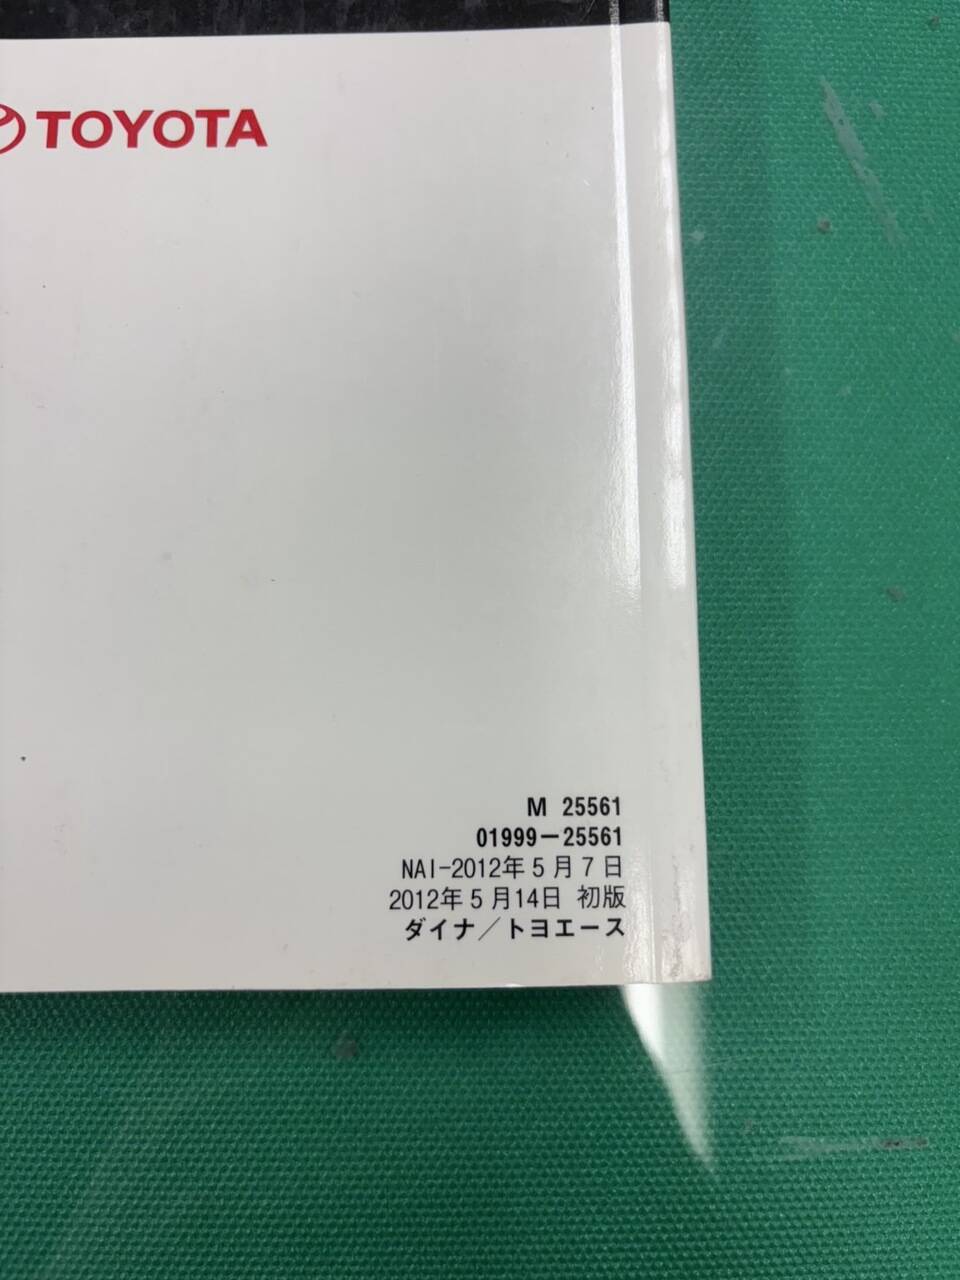 TOYOTA
M 25561
01999-25561
NAI-2012年5月7日
2012年5月14日 初版
ダイナ/トヨエース